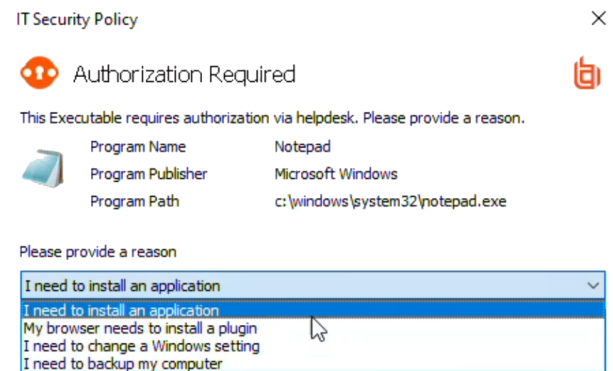 IT Security Policy
Authorization Required
This Executable requires authorization via helpdesk. Please provide a reason.
Program Name Notepad
Program Publisher Microsoft Windows
Program Path c:\windows\system32\notepad.exe
Please provide a reason
I need to install an application
I need to install an application
My browser needs to install a plugin
I need to change a Windows setting
I need to backup my computer